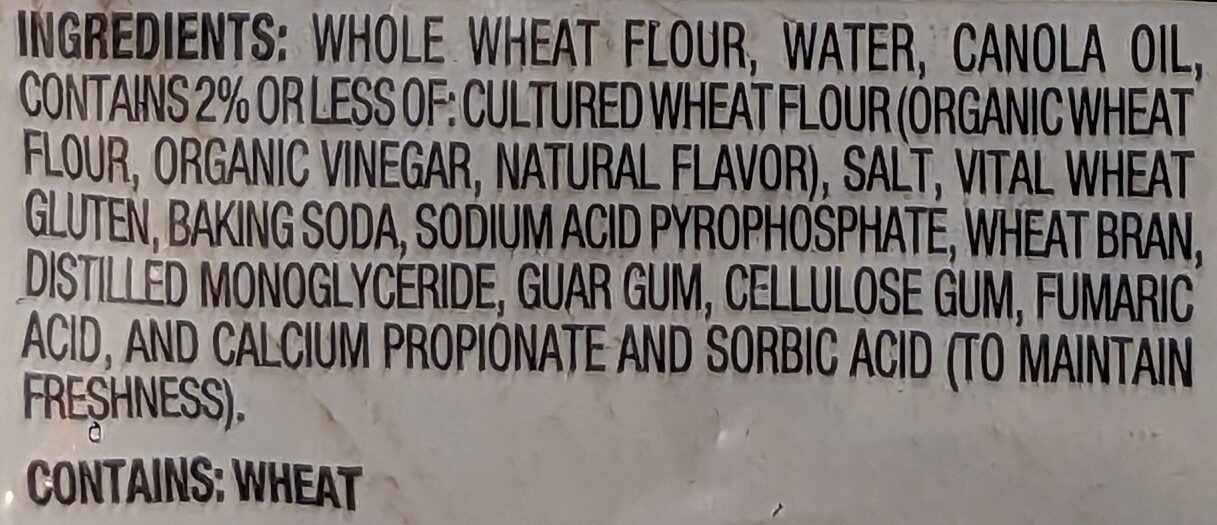 INGREDIENTS: WHOLE WHEAT FLOUR, WATER, CANOLA OIL,
CONTAINS 2% OR LESS OF: CULTURED WHEAT FLOUR (ORGANIC WHEAT
FLOUR, ORGANIC VINEGAR, NATURAL FLAVOR), SALT, VITAL WHEAT
GLUTEN, BAKING SODA, SODIUM ACID PYROPHOSPHATE, WHEAT BRAN,
DISTILLED MONOGLYCERIDE, GUAR GUM, CELLULOSE GUM, FUMARIC
ACID, AND CALCIUM PROPIONATE AND SORBIC ACID (TO MAINTAIN
FRESHNESS).
CONTAINS: WHEAT